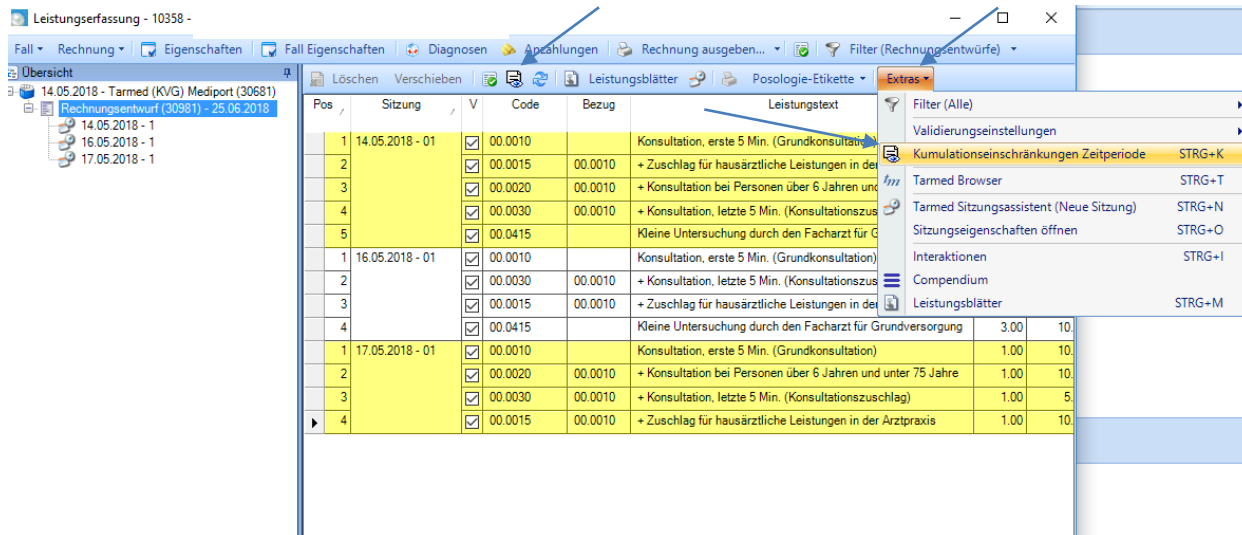 Leistungserfassung - 10358 -
Fall Rechnung Eigenschaften Fall Eigenschaften Diagnosen Anzahlungen Rechnung ausgeben... Filter (Rechnungsentwürfe)
Übersicht
14.05.2018 - Tarmed (KVG) Mediport (30681)
Rechnungsentwurf (30981) - 25.06.2018
14.05.2018 - 1
16.05.2018 - 1
17.05.2018 - 1
Löschen Verschieben Leistungsblätter Posologie-Etikette Extras
Pos Sitzung V Code Bezug Leistungstext
1 14.05.2018 - 01 00.0010 Konsultation, erste 5 Min. (Grundkonsultation)
2 00.0015 00.0010 + Zuschlag für hausärztliche Leistungen in der
3 00.0020 00.0010 + Konsultation bei Personen über 6 Jahren und
4 00.0030 00.0010 + Konsultation, letzte 5 Min. (Konsultationszus
5 00.0415 Kleine Untersuchung durch den Facharzt für G
1 16.05.2018 - 01 00.0010 Konsultation, erste 5 Min. (Grundkonsultation)
2 00.0030 00.0010 + Konsultation, letzte 5 Min. (Konsultationszus
3 00.0015 00.0010 + Zuschlag für hausärztliche Leistungen in der
4 00.0415 Kleine Untersuchung durch den Facharzt für Grundversorgung 3.00 10.
1 17.05.2018 - 01 00.0010 Konsultation, erste 5 Min. (Grundkonsultation) 1.00 10.
2 00.0020 00.0010 + Konsultation bei Personen über 6 Jahren und unter 75 Jahre 1.00 10.
3 00.0030 00.0010 + Konsultation, letzte 5 Min. (Konsultationszuschlag) 1.00 5.
4 00.0015 00.0010 + Zuschlag für hausärztliche Leistungen in der Arztpraxis 1.00 10.
Filter (Alle)
Validierungseinstellungen
Kumulationseinschränkungen Zeitperiode STRG+K
tm Tarmed Browser STRG+T
Tarmed Sitzungsassistent (Neue Sitzung) STRG+N
Sitzungseigenschaften öffnen STRG+O
Interaktionen STRG+I
Compendium
Leistungsblätter STRG+M